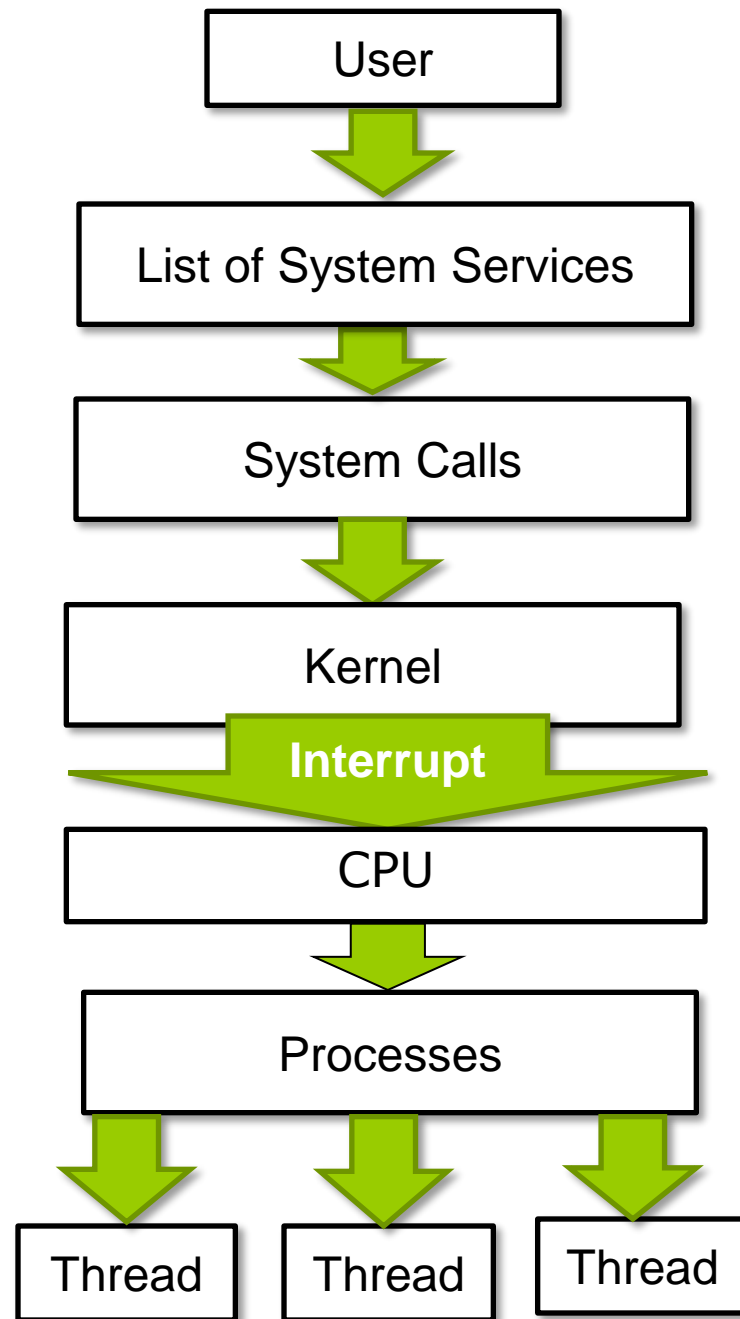 User
List of System Services
System Calls
Kernel
Interrupt
CPU
Processes
Thread
Thread
Thread